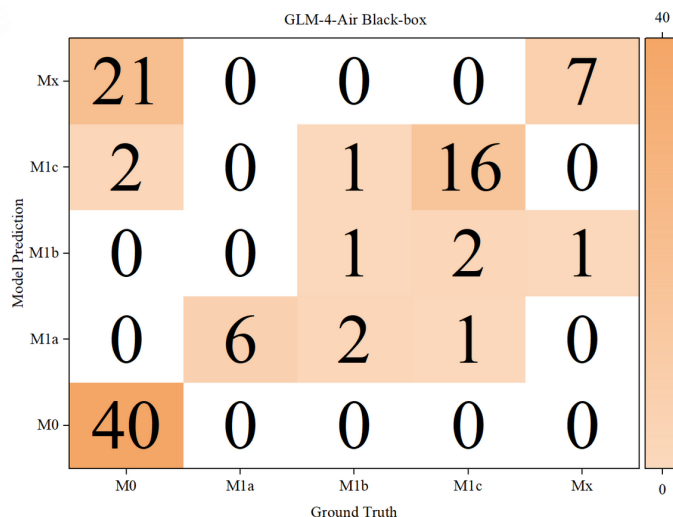 GLM-4-Air Black-box
40
Mx 21 0 0 0 7
M1c 2 0 1 16 0
M1b 0 0 1 2 1
M1a 0 6 2 1 0
M0 40 0 0 0 0
M0 M1a M1b M1c Mx
0
Model Prediction
Ground Truth